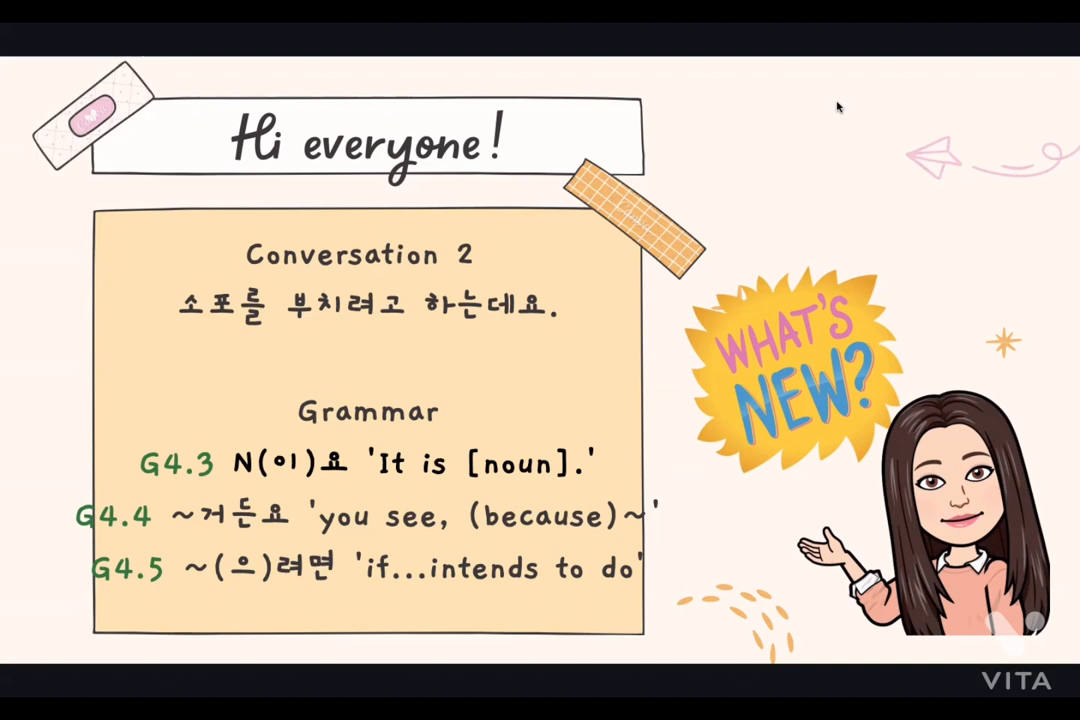 Hi everyone!
Conversation 2
소포를 부치려고 하는데요.
Grammar
G4.3 N(이)요 'It is [noun].'
G4.4 ~거든요 'you see, (because)~'
G4.5 ~(으)려면 'if...intends to do'
WHAT'S
NEW?
VITA